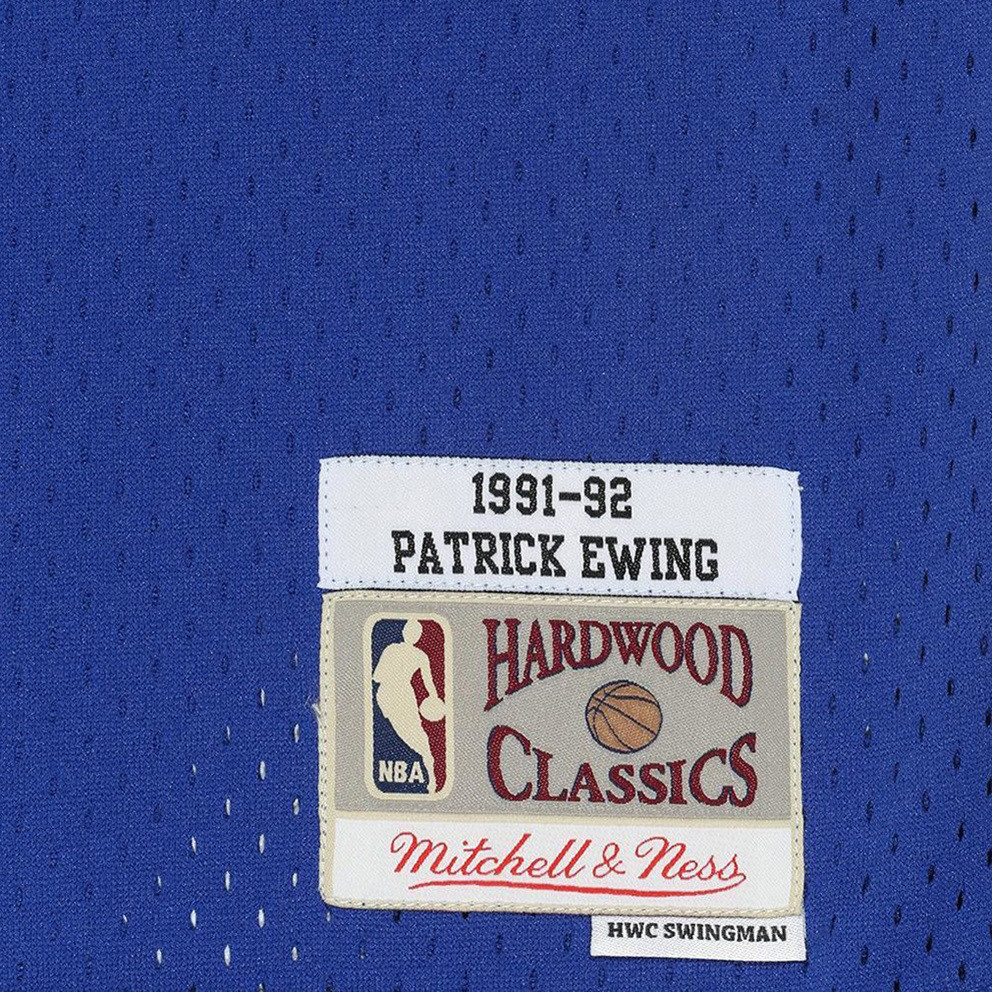 1991-92
PATRICK EWING
NBA
HARDWOOD
CLASSICS
Mitchell & Ness
HWC SWINGMAN